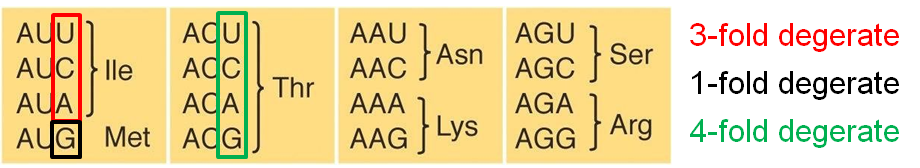 AUU ACU AAU AGU 3-fold degerate
AUC Ile ACC AAC Asn AGC Ser
1-fold degerate
AUA ACA Thr AAA AGA
AUG Met ACG AAG Lys AGG Arg 4-fold degerate